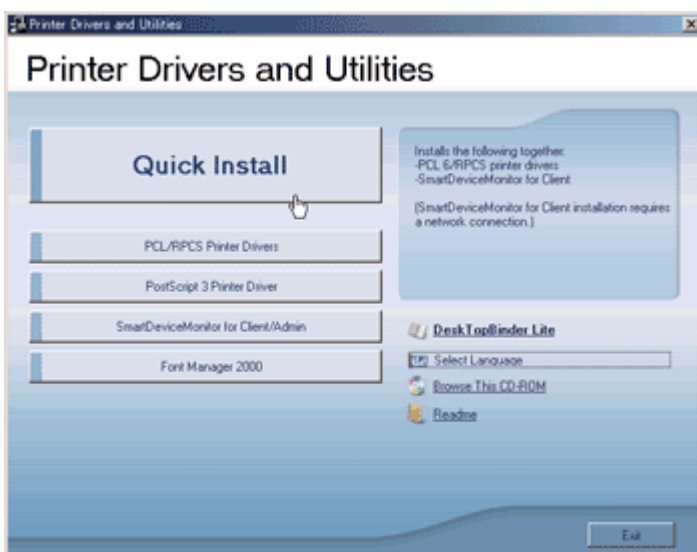 Printer Drivers and Utilities
Printer Drivers and Utilities
Quick Install
PCL/RPCS Printer Drivers
PostScript 3 Printer Driver
SmartDeviceMonitor for Client/Admin
Font Manager 2000
Installs the following together.
-PCL 6/RPCS printer drivers
-SmartDeviceMonitor for Client
(SmartDeviceMonitor for Client installation requires
a network connection.)
DeskTopBinder Lite
Select Language
Browse This CD-ROM
Readme
Exit